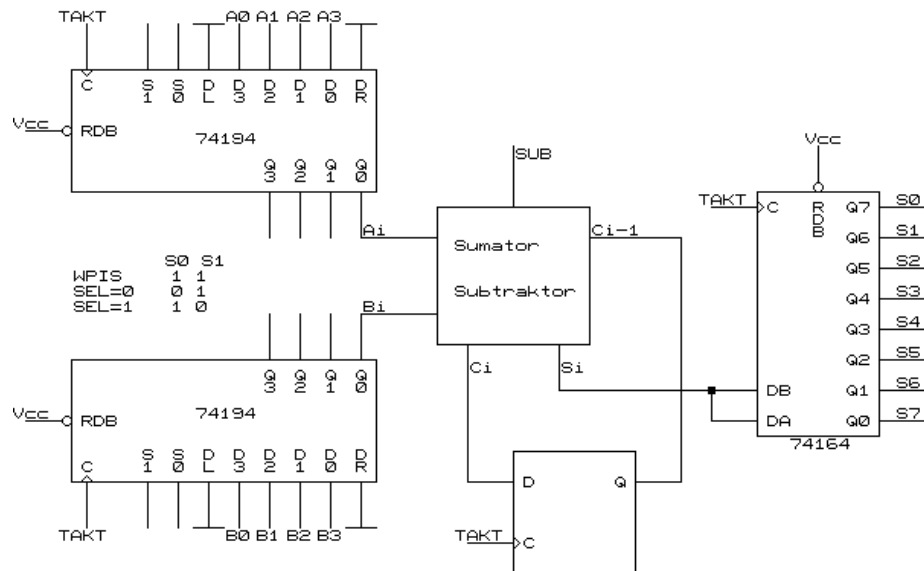 TAKT A0 A1 A2 A3
C S1 S0 DL D3 D2 D1 D0 DR
Vcc RDB 74194
Q3 Q2 Q1 Q0
Vcc
SUB
TAKT C RDB Q7 S0
Q6 S1
Q5 S2
Q4 S3
Q3 S4
Q2 S5
DB Q1 S6
DA Q0 S7
74164
Ai Sumator Ci-1
Subtraktor
Bi
Ci Si
S0 S1
WPIS 1 1
SEL=0 0 1
SEL=1 1 0
Q3 Q2 Q1 Q0
Vcc RDB 74194
C S1 S0 DL D3 D2 D1 D0 DR
TAKT B0 B1 B2 B3
D Q
TAKT C